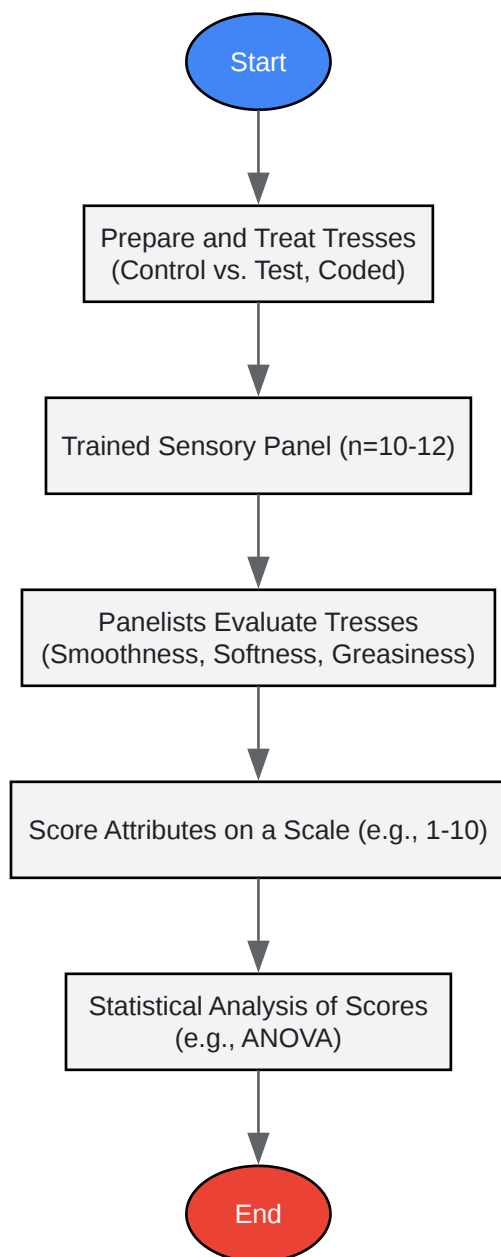 Start
Prepare and Treat Tresses
(Control vs. Test, Coded)
Trained Sensory Panel (n=10-12)
Panelists Evaluate Tresses
(Smoothness, Softness, Greasiness)
Score Attributes on a Scale (e.g., 1-10)
Statistical Analysis of Scores
(e.g., ANOVA)
End